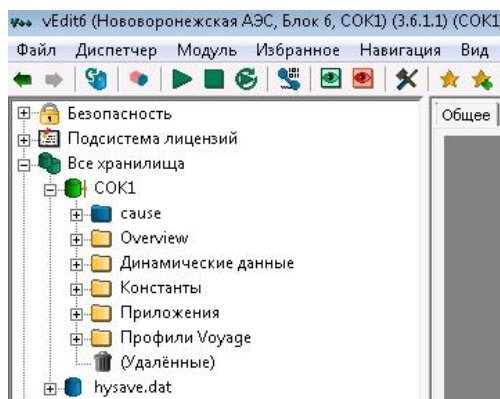 vEdit6 (Нововоронежская АЭС, Блок 6, СОК1) (3.6.1.1) (СОК1
Файл Диспетчер Модуль Избранное Навигация Вид
Безопасность
Общее
Подсистема лицензий
Все хранилища
СОК1
cause
Overview
Динамические данные
Константы
Приложения
Профили Voyage
(Удалённые)
hysave.dat